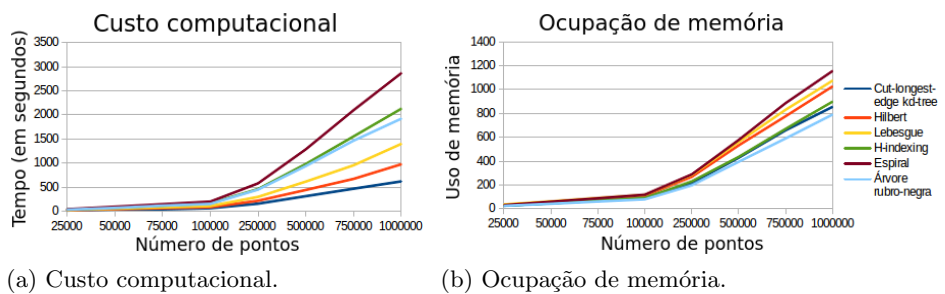 Custo computacional
Tempo (em segundos)
3500
3000
2500
2000
1500
1000
500
0
25000 50000 75000 100000 250000 500000 750000 1000000
Número de pontos
(a) Custo computacional.
Ocupação de memória
Uso de memória
1400
1200
1000
800
600
400
200
0
25000 50000 75000 100000 250000 500000 750000 1000000
Número de pontos
Cut-longest-
edge kd-tree
Hilbert
Lebesgue
H-indexing
Espiral
Árvore
rubro-negra
(b) Ocupação de memória.